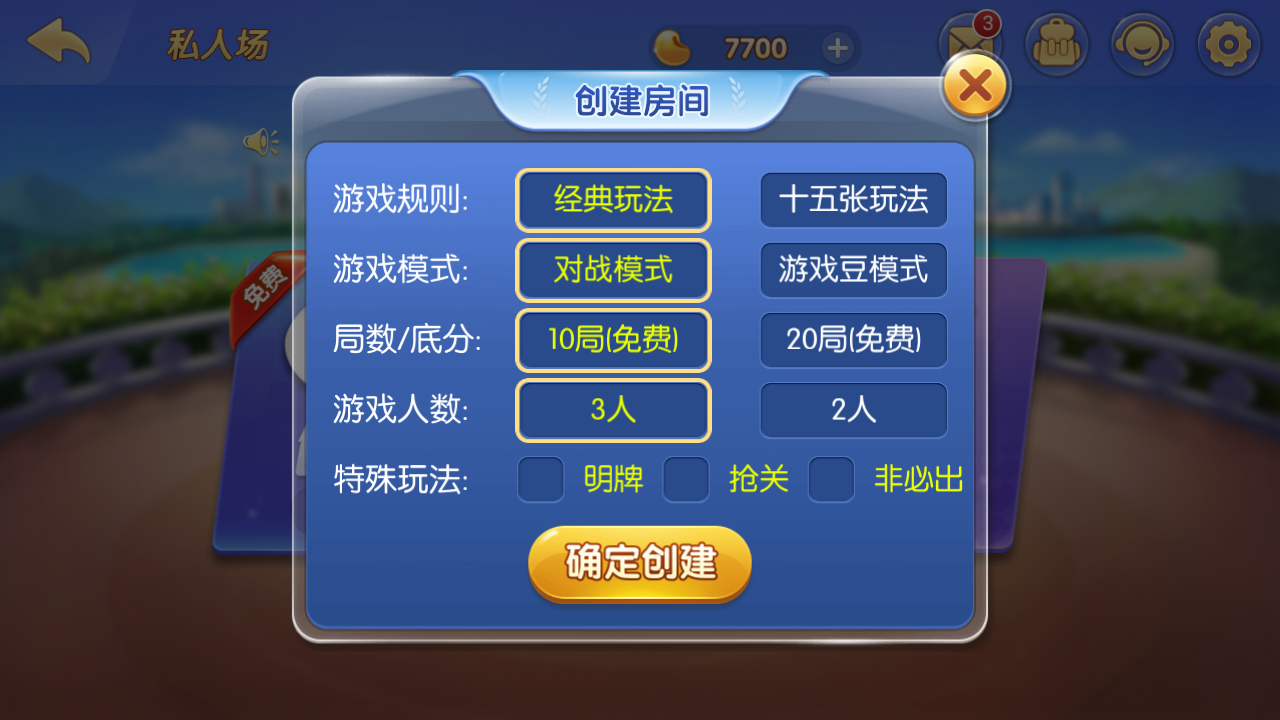 私人场 7700 3
创建房间
免费
游戏规则: 经典玩法 十五张玩法
游戏模式: 对战模式 游戏豆模式
局数/底分: 10局(免费) 20局(免费)
游戏人数: 3人 2人
特殊玩法: 明牌 抢关 非必出
确定创建